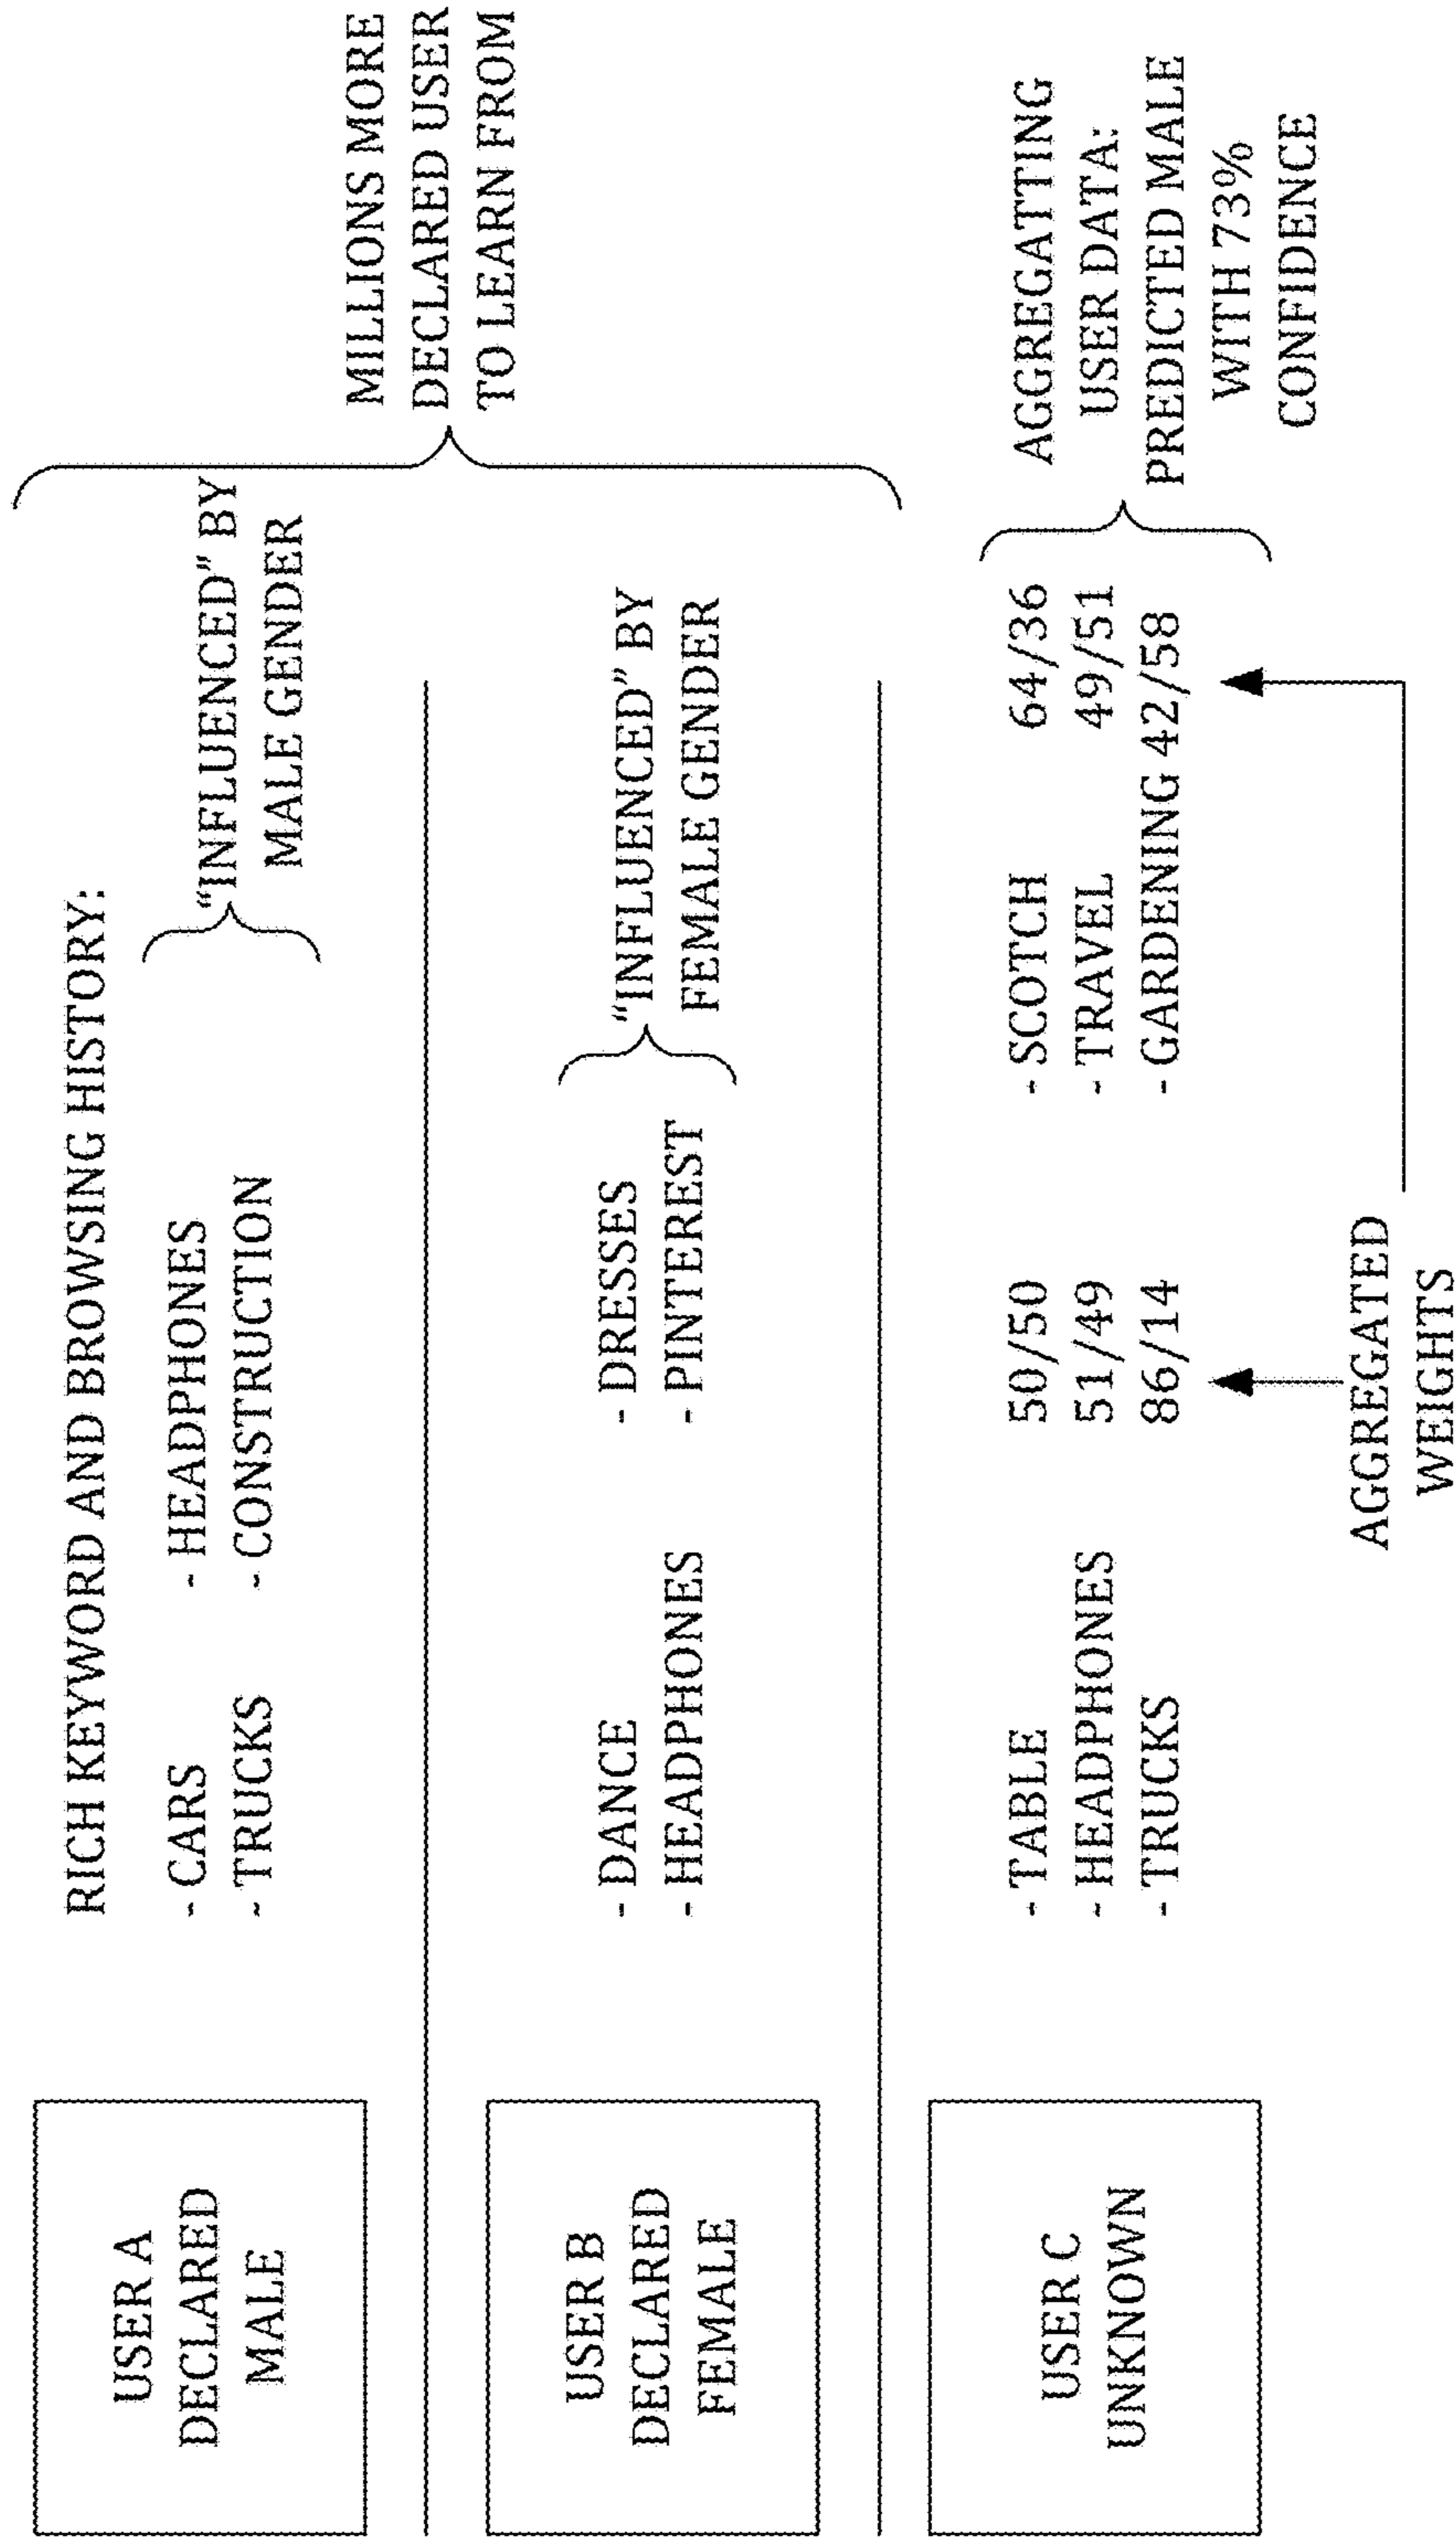 RICH KEYWORD AND BROWSING HISTORY:
USER A
DECLARED
MALE
- CARS
- TRUCKS
- HEADPHONES
- CONSTRUCTION
“INFLUENCED” BY
MALE GENDER
MILLIONS MORE
DECLARED USER
TO LEARN FROM
USER B
DECLARED
FEMALE
- DANCE
- HEADPHONES
- DRESSES
- PINTEREST
“INFLUENCED” BY
FEMALE GENDER
USER C
UNKNOWN
- TABLE 50/50
- HEADPHONES 51/49
- TRUCKS 86/14
- SCOTCH 64/36
- TRAVEL 49/51
- GARDENING 42/58
AGGREGATTING
USER DATA:
PREDICTED MALE
WITH 73%
CONFIDENCE
AGGREGATED
WEIGHTS